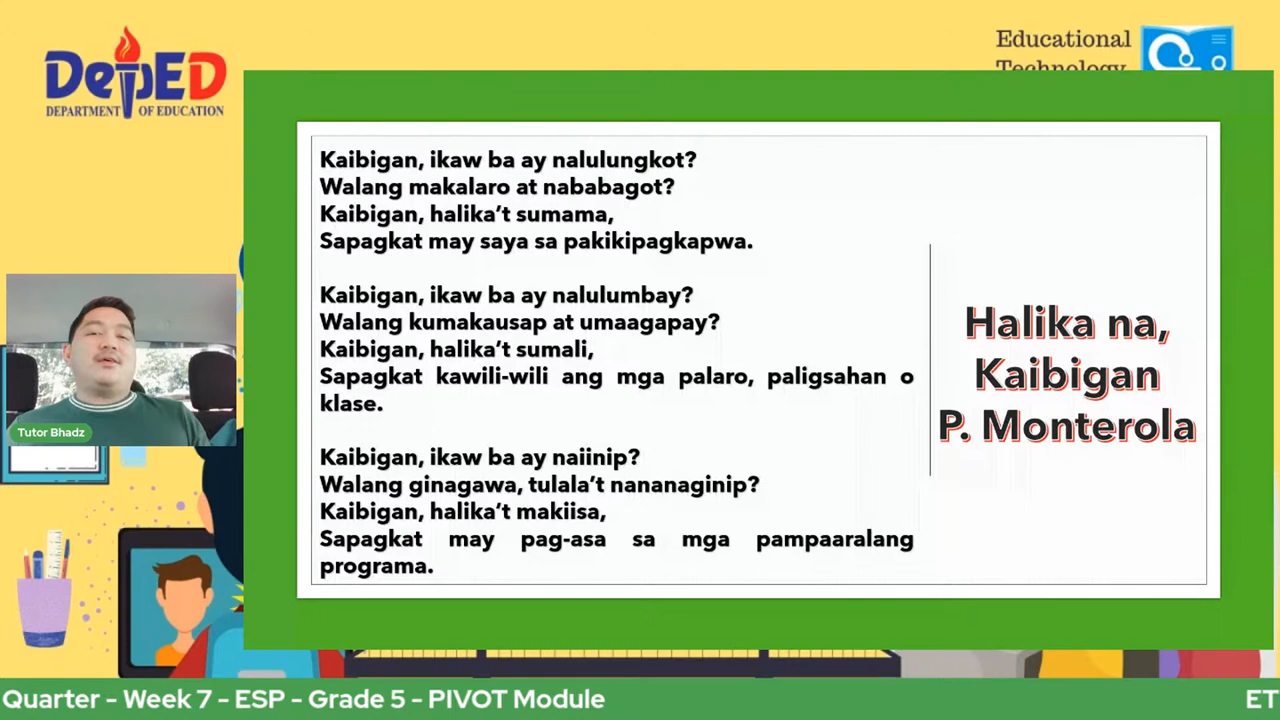 DepED
DEPARTMENT OF EDUCATION
Educational
Technology
Kaibigan, ikaw ba ay nalulungkot?
Walang makalaro at nababagot?
Kaibigan, halika’t sumama,
Sapagkat may saya sa pakikipagkapwa.
Kaibigan, ikaw ba ay nalulumbay?
Walang kumakausap at umaagapay?
Kaibigan, halika’t sumali,
Sapagkat kawili-wili ang mga palaro, paligsahan o
klase.
Kaibigan, ikaw ba ay naiinip?
Walang ginagawa, tulala’t nananaginip?
Kaibigan, halika’t makiisa,
Sapagkat may pag-asa sa mga pampaaralang
programa.
Halika na,
Kaibigan
P. Monterola
Tutor Bhadz
Quarter - Week 7 - ESP - Grade 5 - PIVOT Module
ET